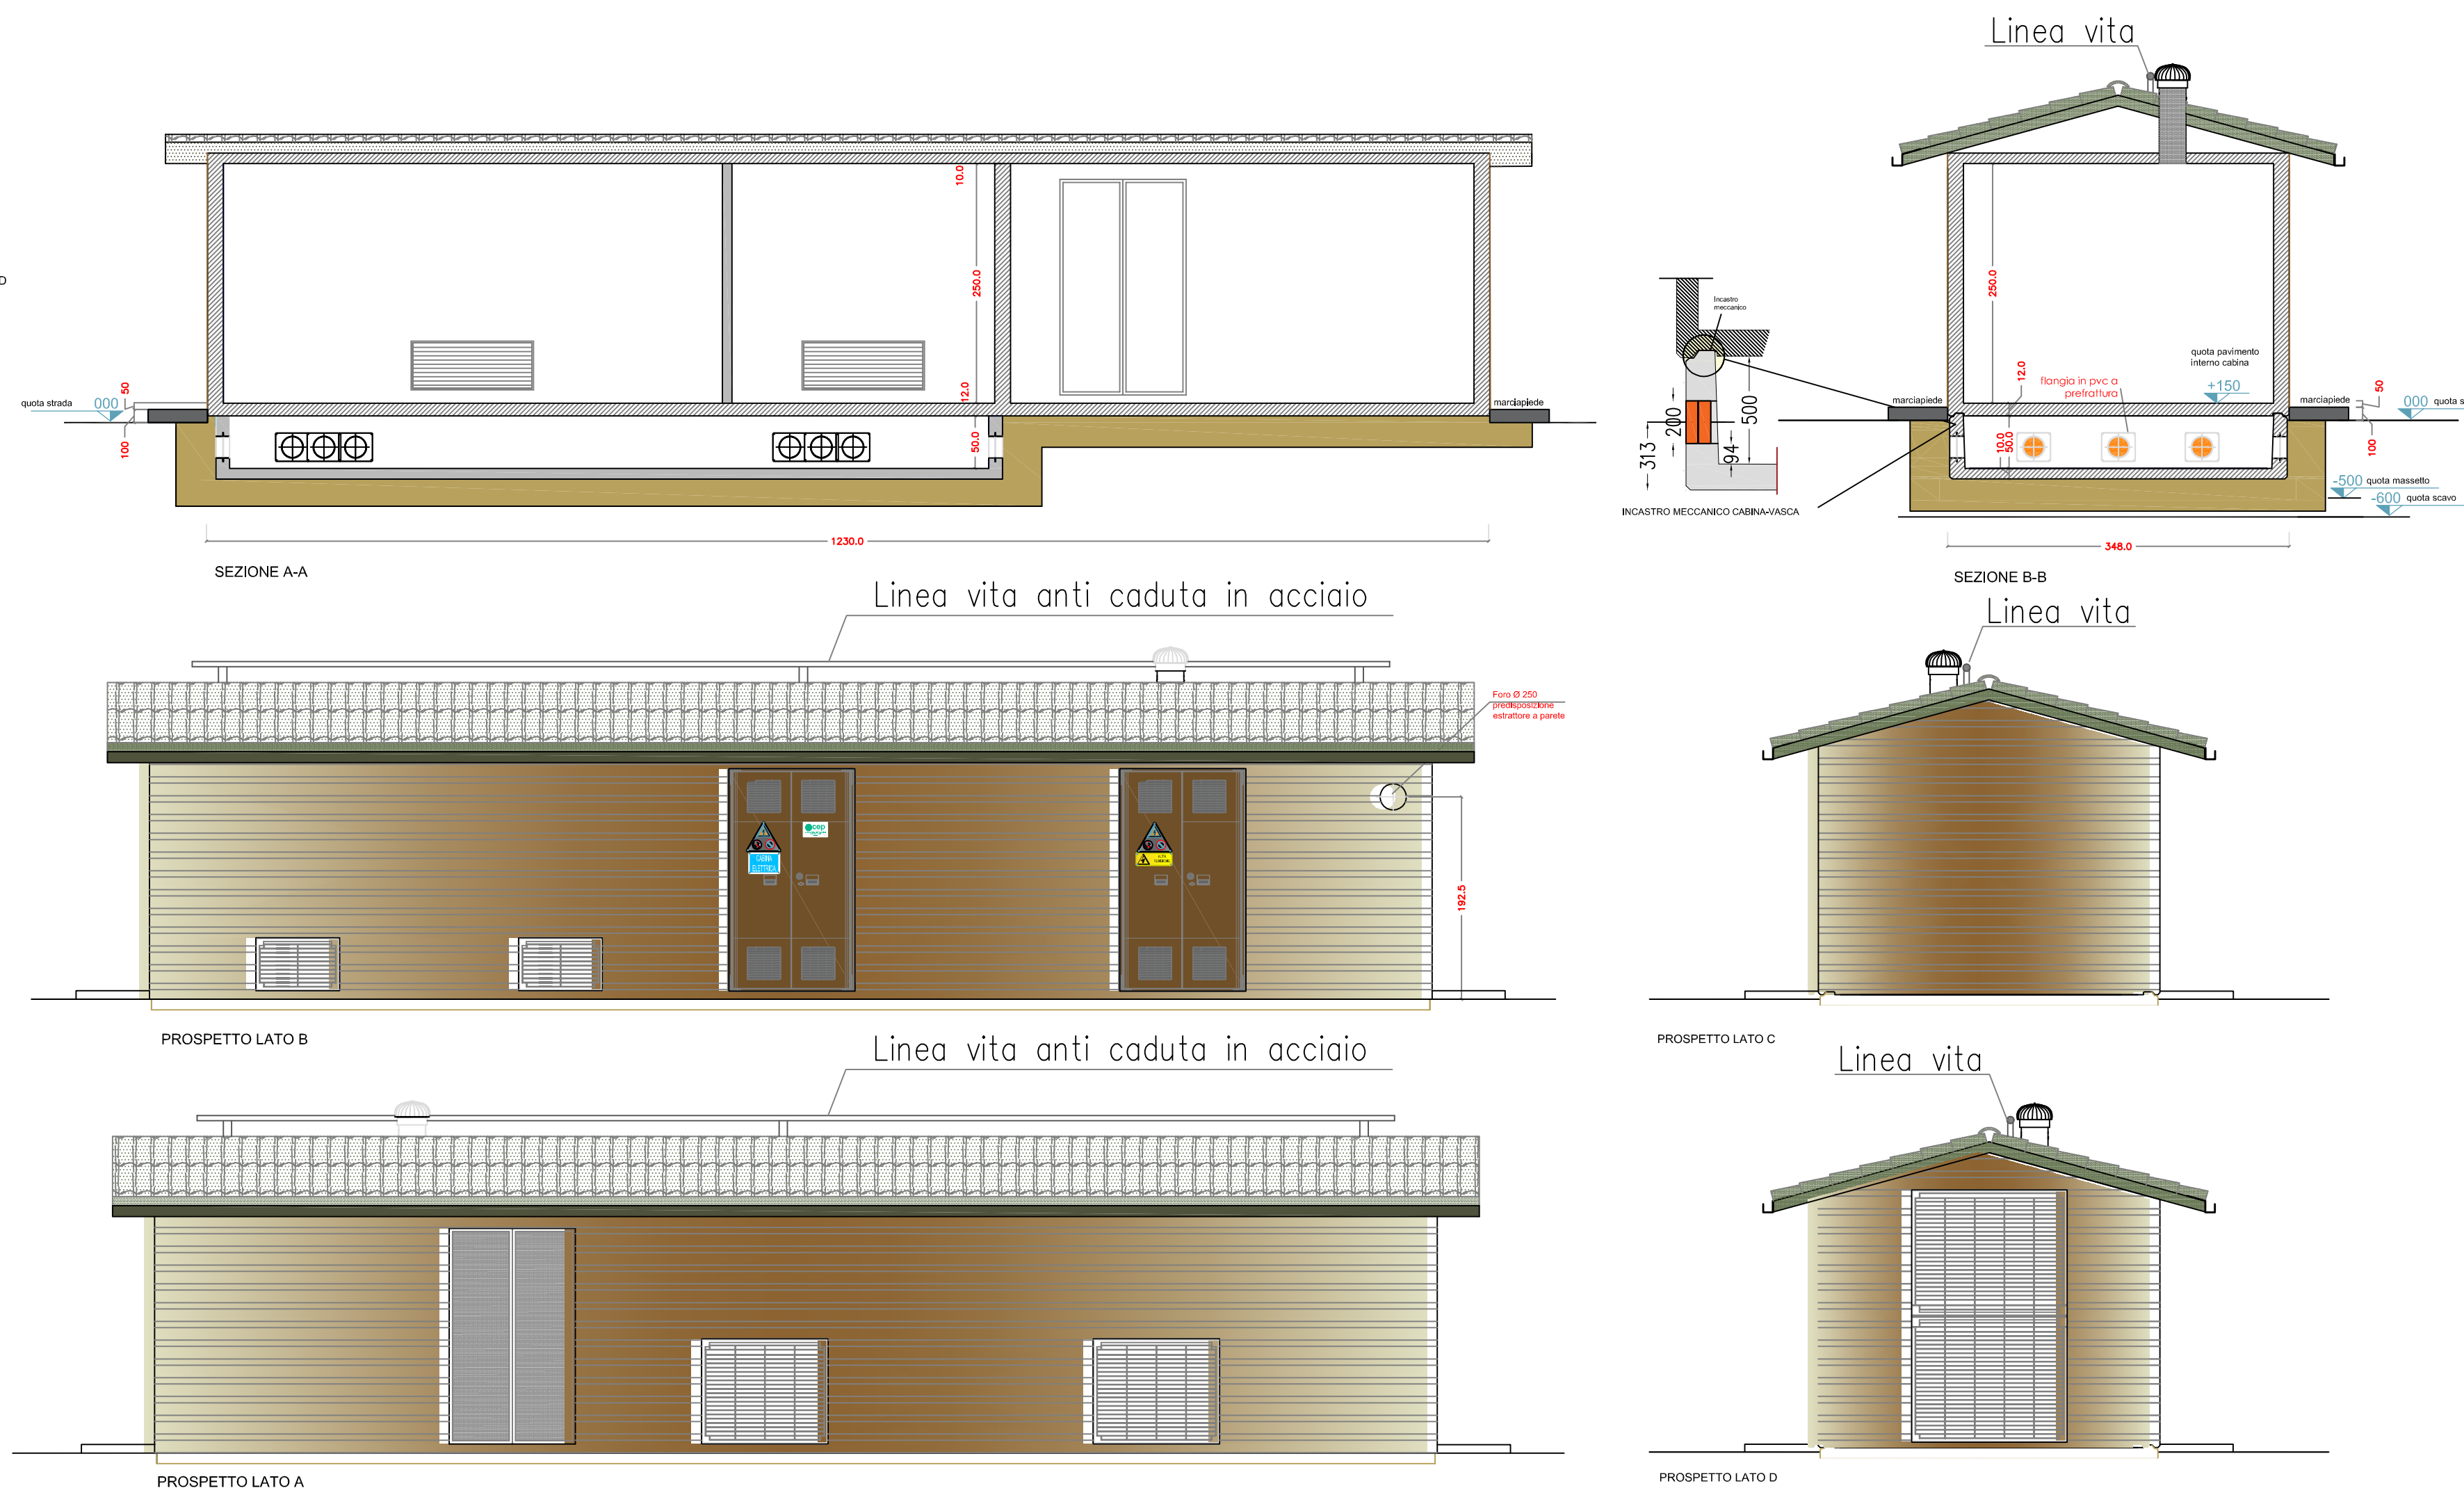 Linea vita
D
10.0
250.0
12.0
50.0
quota strada
000
50
100
marciapiede
1230.0
SEZIONE A-A
Incastro
meccanico
200
313
500
94
INCASTRO MECCANICO CABINA-VASCA
250.0
12.0
flangia in pvc a
prefrattura
quota pavimento
interno cabina
+150
marciapiede
marciapiede
10.0
50.0
50
100
000 quota s
-500 quota massetto
-600 quota scavo
348.0
SEZIONE B-B
Linea vita anti caduta in acciaio
Linea vita
Foro Ø 250
predisposizione
estrattore a parete
cep
CABINA
ELETTRICA
192.5
PROSPETTO LATO B
PROSPETTO LATO C
Linea vita anti caduta in acciaio
Linea vita
PROSPETTO LATO A
PROSPETTO LATO D